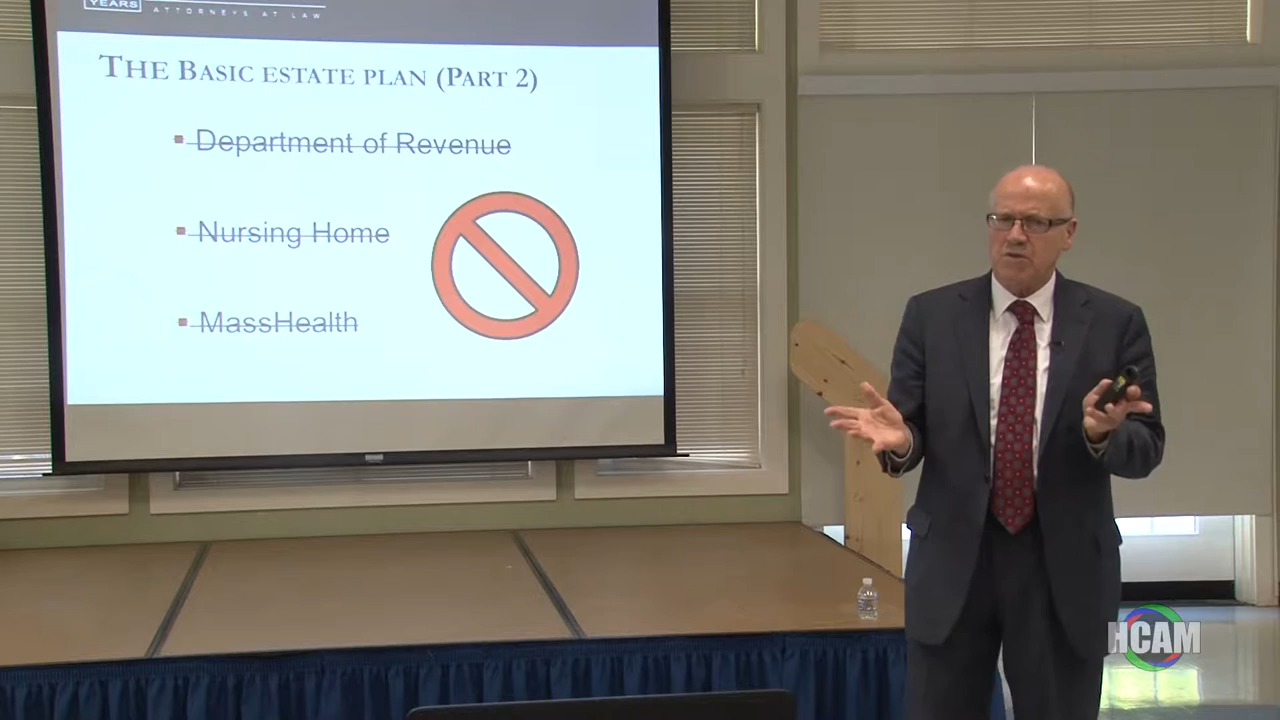 YEARS
ATTORNEYS AT LAW
THE BASIC ESTATE PLAN (PART 2)
Department of Revenue
Nursing Home
MassHealth
HCAM